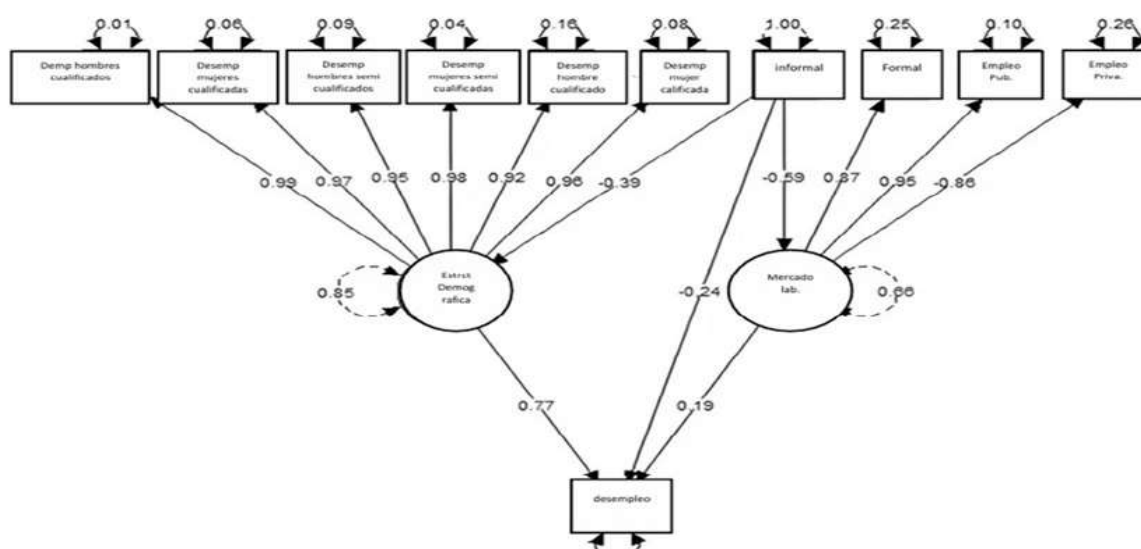 0.01 0.06 0.09 0.04 0.16 0.08 1.00 0.25 0.10 0.26
Demp hombres
cualificados
Desemp
mujeres
cualificadas
Desemp
hombres semi
cualificados
Desemp
mujeres semi
cualificadas
Desemp
hombre
cualificado
Desemp
mujer
calificada
informal
Formal
Empleo
Pub.
Empleo
Priva.
0.99 0.97 0.95 0.98 0.92 0.96 -0.39 -0.59 0.87 0.95 -0.86
Demog
rafica
0.85
Mercado
lab.
0.66
-0.24
0.77
0.19
desempleo